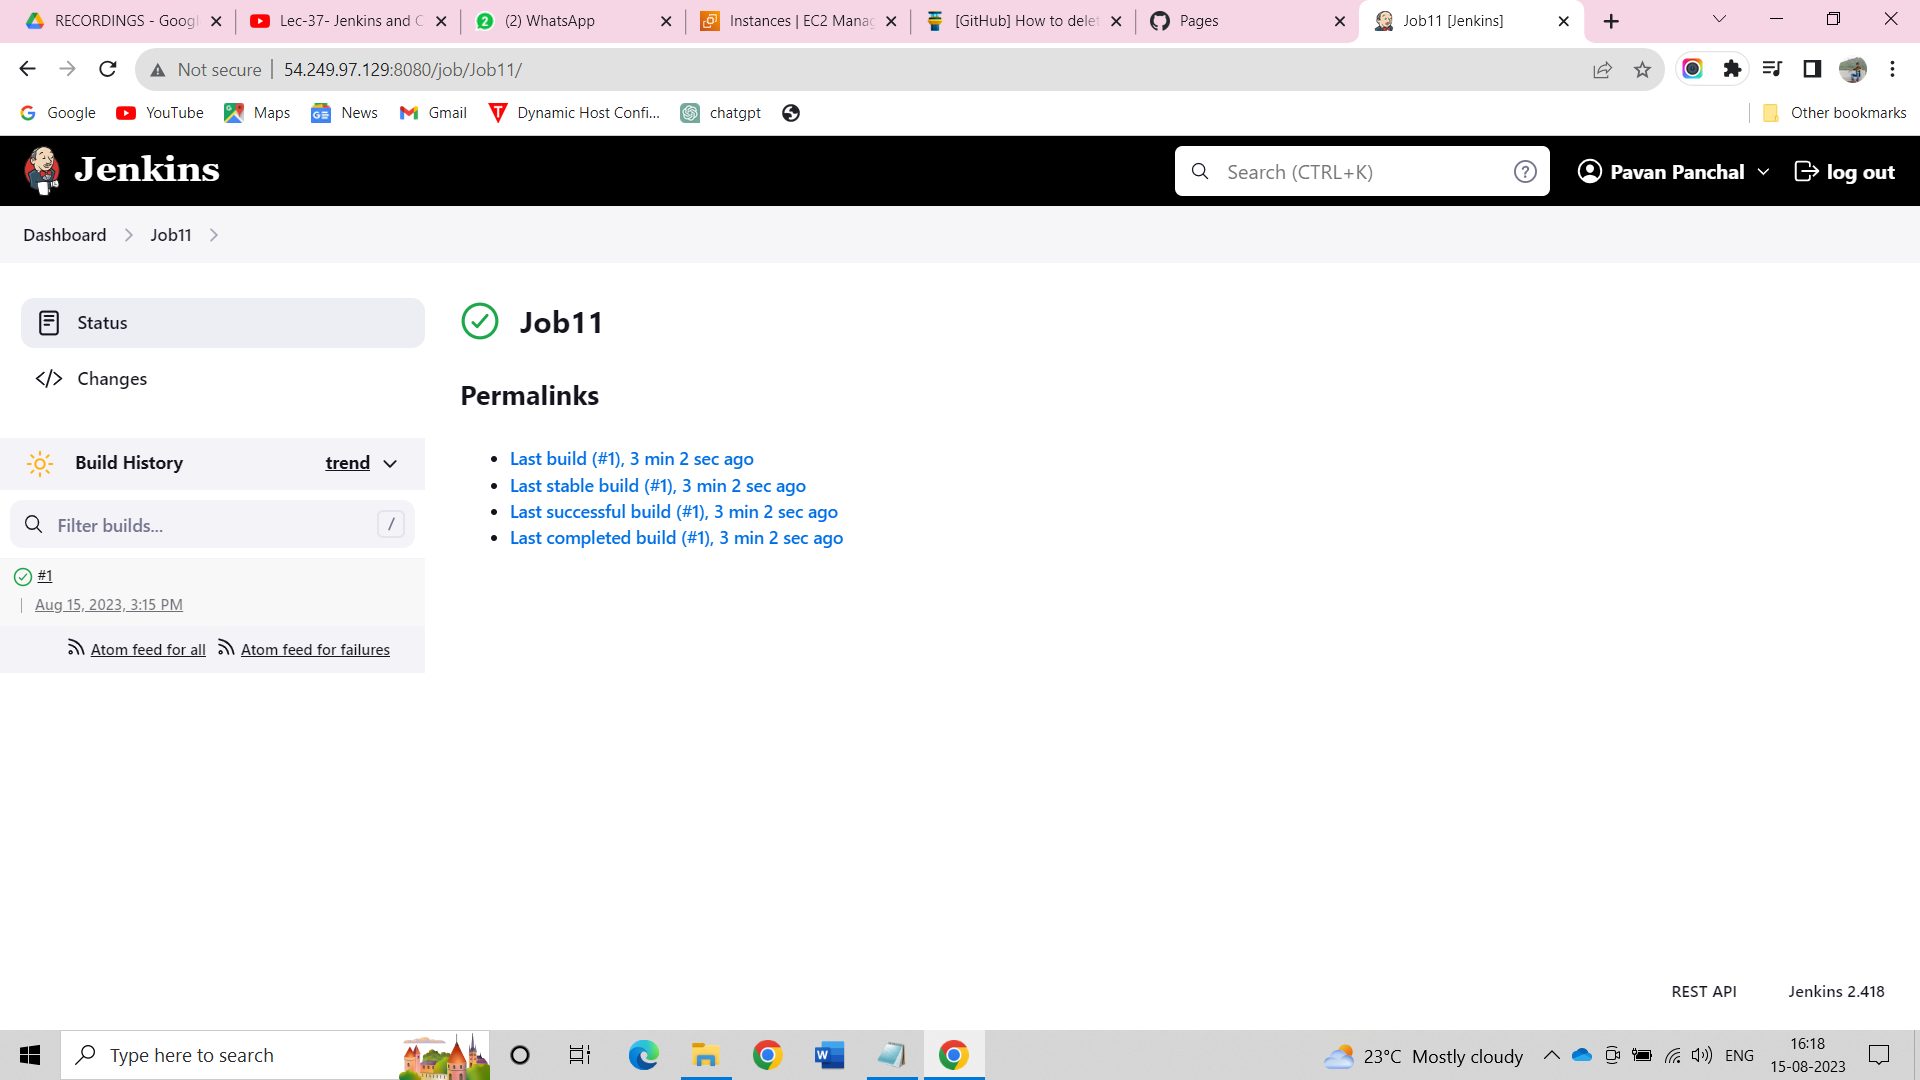 RECORDINGS - Googl
Lec-37- Jenkins and C
(2) WhatsApp
Instances | EC2 Manag
[GitHub] How to delet
Pages
Job11 [Jenkins]
Not secure | 54.249.97.129:8080/job/Job11/
Google
YouTube
Maps
News
Gmail
Dynamic Host Confi...
chatgpt
Other bookmarks
Jenkins
Search (CTRL+K)
?
Pavan Panchal
log out
Dashboard
Job11
Status
Changes
Build History
trend
Filter builds...
/
#1
Aug 15, 2023, 3:15 PM
Atom feed for all
Atom feed for failures
Job11
Permalinks
Last build (#1), 3 min 2 sec ago
Last stable build (#1), 3 min 2 sec ago
Last successful build (#1), 3 min 2 sec ago
Last completed build (#1), 3 min 2 sec ago
REST API
Jenkins 2.418
Type here to search
23°C Mostly cloudy
ENG
16:18
15-08-2023